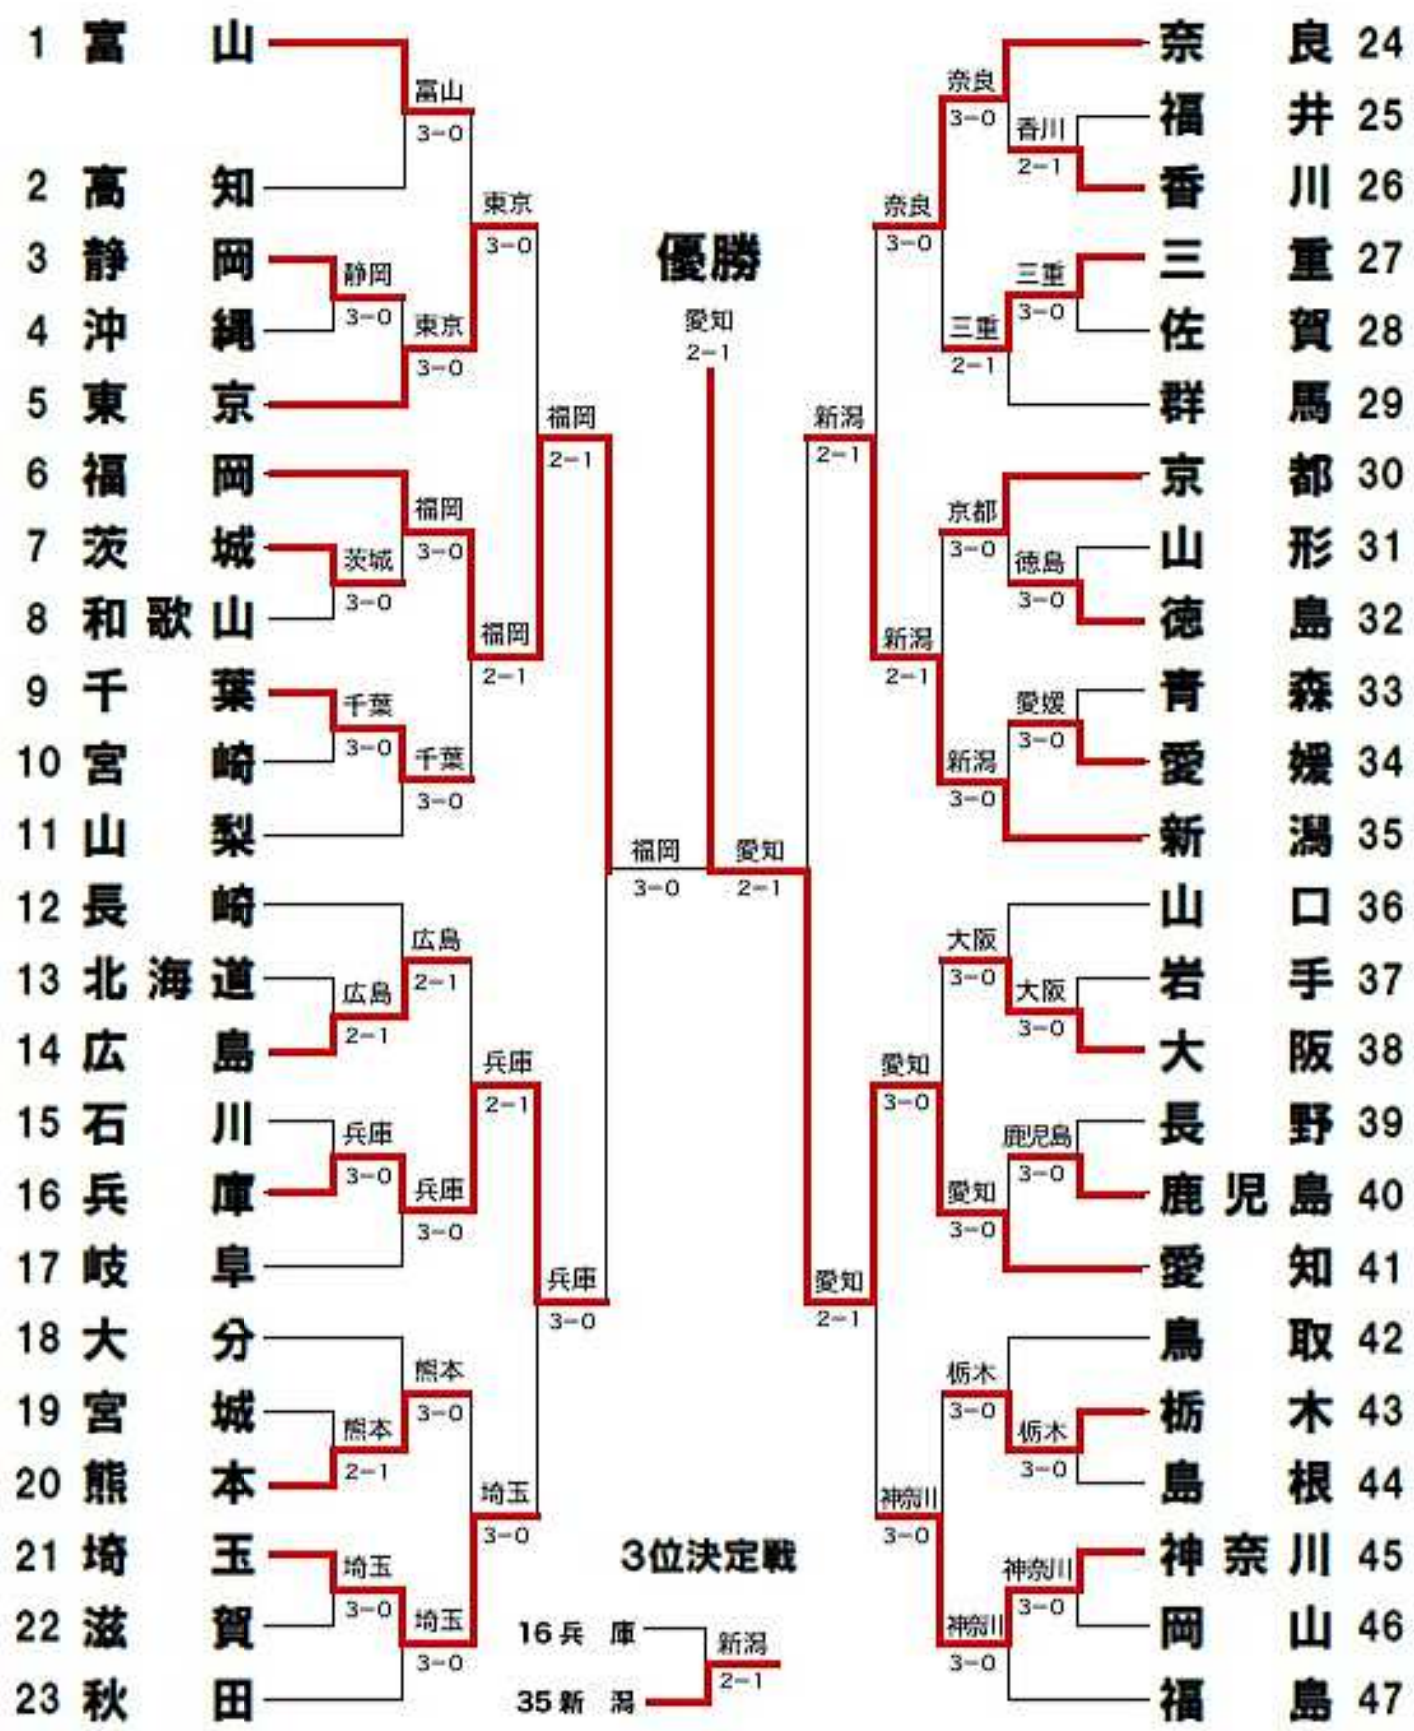 1 富山
2 高知
3 静岡
4 沖縄
5 東京
6 福岡
7 茨城
8 和歌山
9 千葉
10 宮崎
11 山梨
12 長崎
13 北海道
14 広島
15 石川
16 兵庫
17 岐阜
18 大分
19 宮城
20 熊本
21 埼玉
22 滋賀
23 秋田
静岡
3-0
茨城
3-0
千葉
3-0
広島
2-1
兵庫
3-0
熊本
2-1
埼玉
3-0
富山
3-0
東京
3-0
福岡
3-0
千葉
3-0
広島
2-1
兵庫
3-0
熊本
3-0
埼玉
3-0
東京
3-0
福岡
2-1
兵庫
2-1
埼玉
3-0
福岡
2-1
兵庫
3-0
福岡
3-0
優勝
愛知
2-1
愛知
2-1
新潟
2-1
愛知
2-1
奈良
3-0
新潟
2-1
愛知
3-0
神奈川
3-0
奈良
3-0
三重
2-1
京都
3-0
新潟
3-0
大阪
3-0
愛知
3-0
栃木
3-0
神奈川
3-0
香川
2-1
三重
3-0
徳島
3-0
愛媛
3-0
大阪
3-0
鹿児島
3-0
栃木
3-0
神奈川
3-0
奈良 24
福井 25
香川 26
三重 27
佐賀 28
群馬 29
京都 30
山形 31
徳島 32
青森 33
愛媛 34
新潟 35
山口 36
岩手 37
大阪 38
長野 39
鹿児島 40
愛知 41
鳥取 42
栃木 43
島根 44
神奈川 45
岡山 46
福島 47
3位決定戦
16 兵庫
35 新潟
新潟
2-1